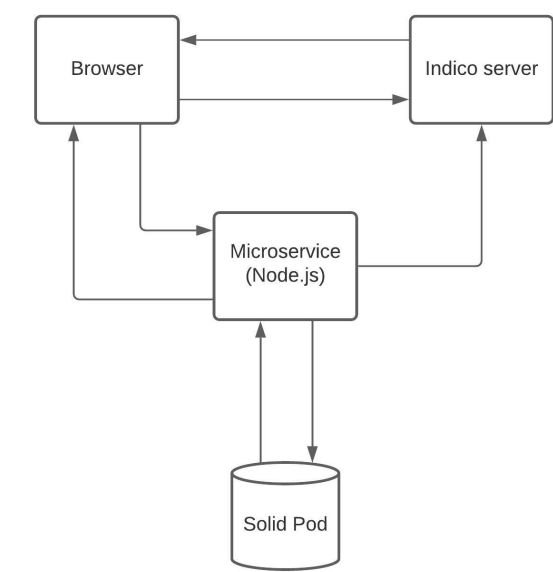 Browser
Indico server
Microservice
(Node.js)
Solid Pod